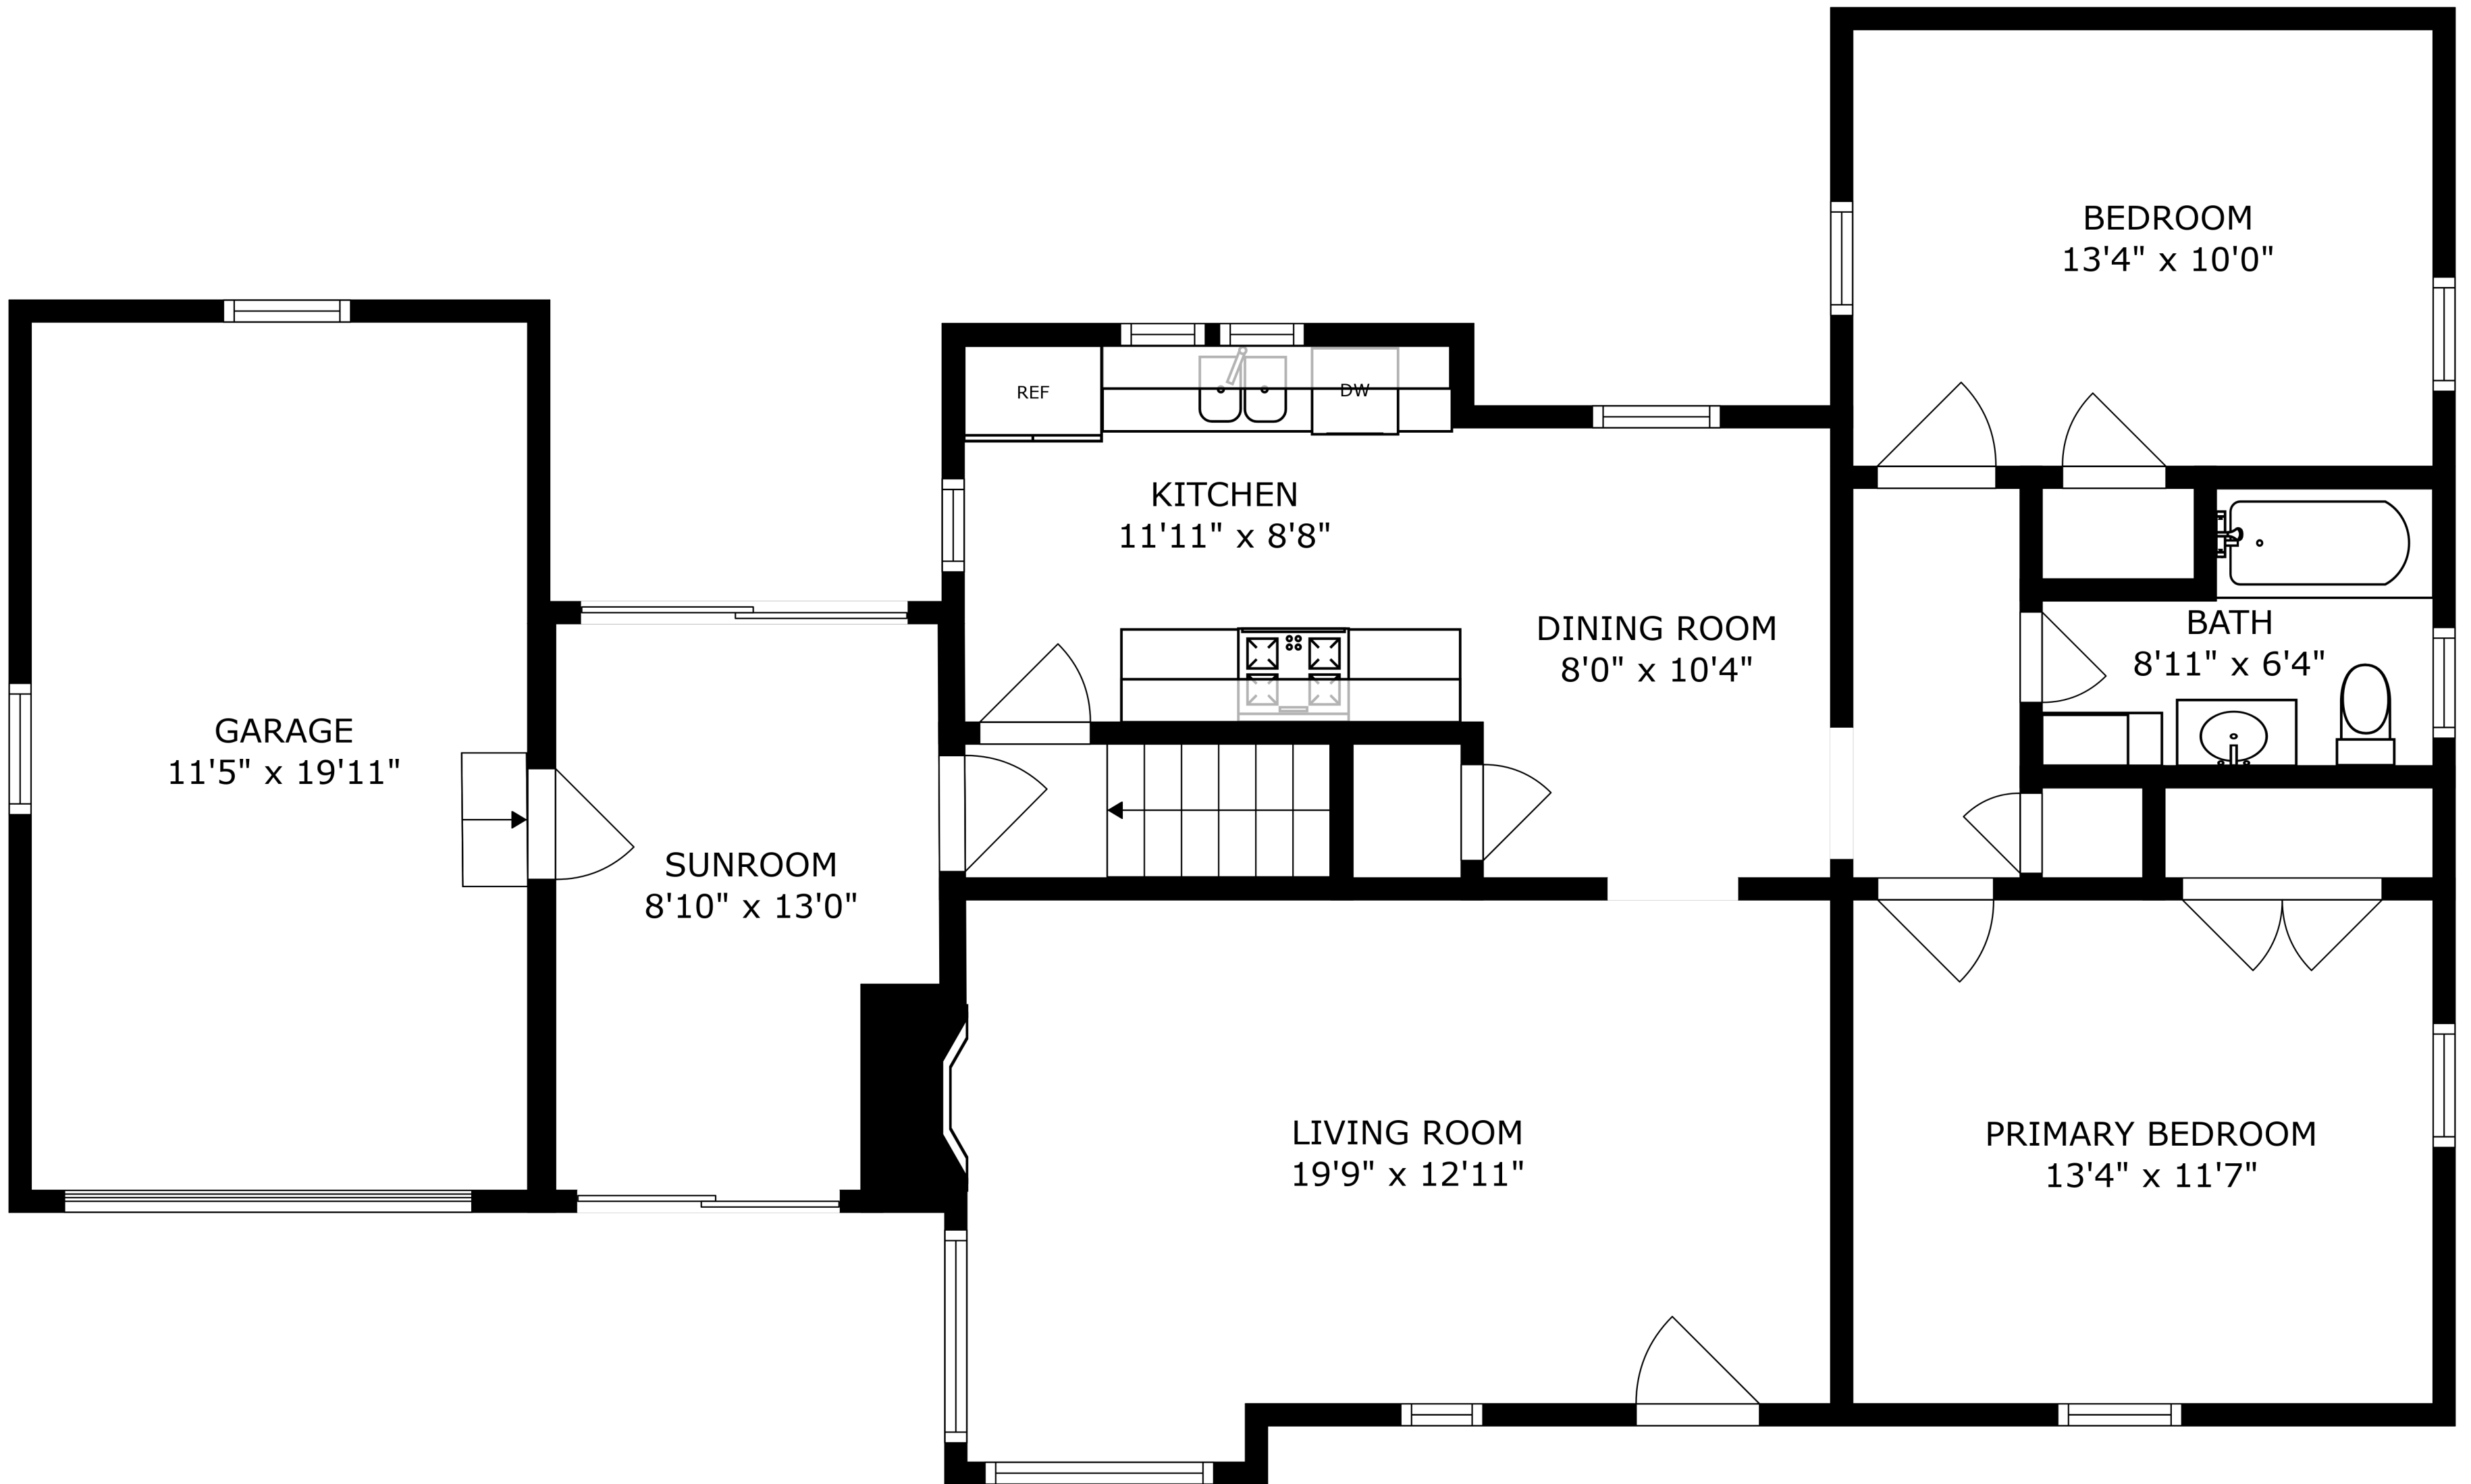 BEDROOM
13'4" x 10'0"
REF
DW
KITCHEN
11'11" x 8'8"
DINING ROOM
8'0" x 10'4"
BATH
8'11" x 6'4"
GARAGE
11'5" x 19'11"
SUNROOM
8'10" x 13'0"
LIVING ROOM
19'9" x 12'11"
PRIMARY BEDROOM
13'4" x 11'7"